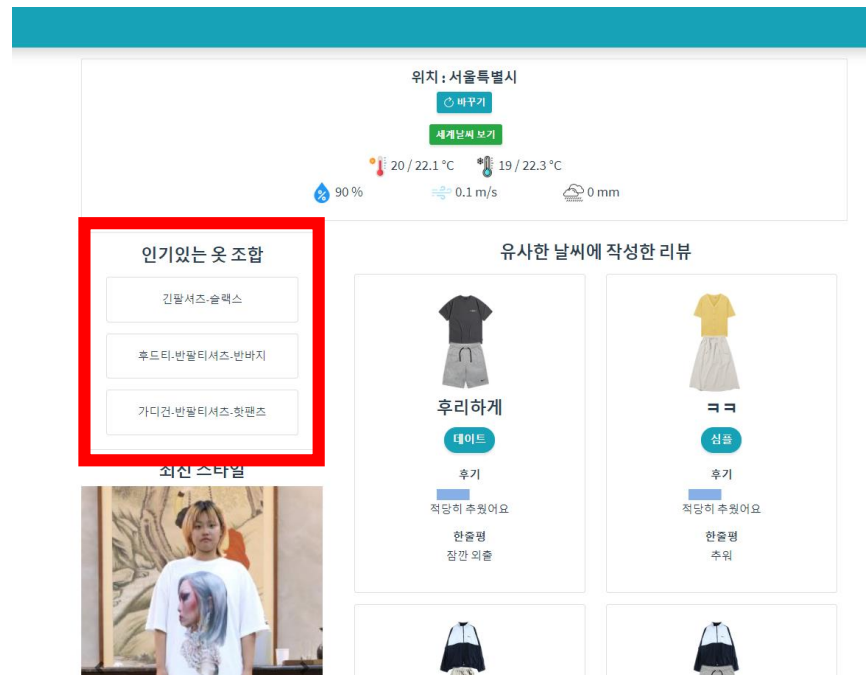 위치 : 서울특별시
바꾸기
세계날씨 보기
20 / 22.1 °C 19 / 22.3 °C
90 % 0.1 m/s 0 mm
인기있는 옷 조합
긴팔셔츠-슬랙스
후드티-반팔티셔츠-반바지
가디건-반팔티셔츠-핫팬츠
최신 스타일
유사한 날씨에 작성한 리뷰
후리하게
데이트
후기
적당히 추웠어요
한줄평
잠깐 외출
ㅋㅋ
심플
후기
적당히 추웠어요
한줄평
추워